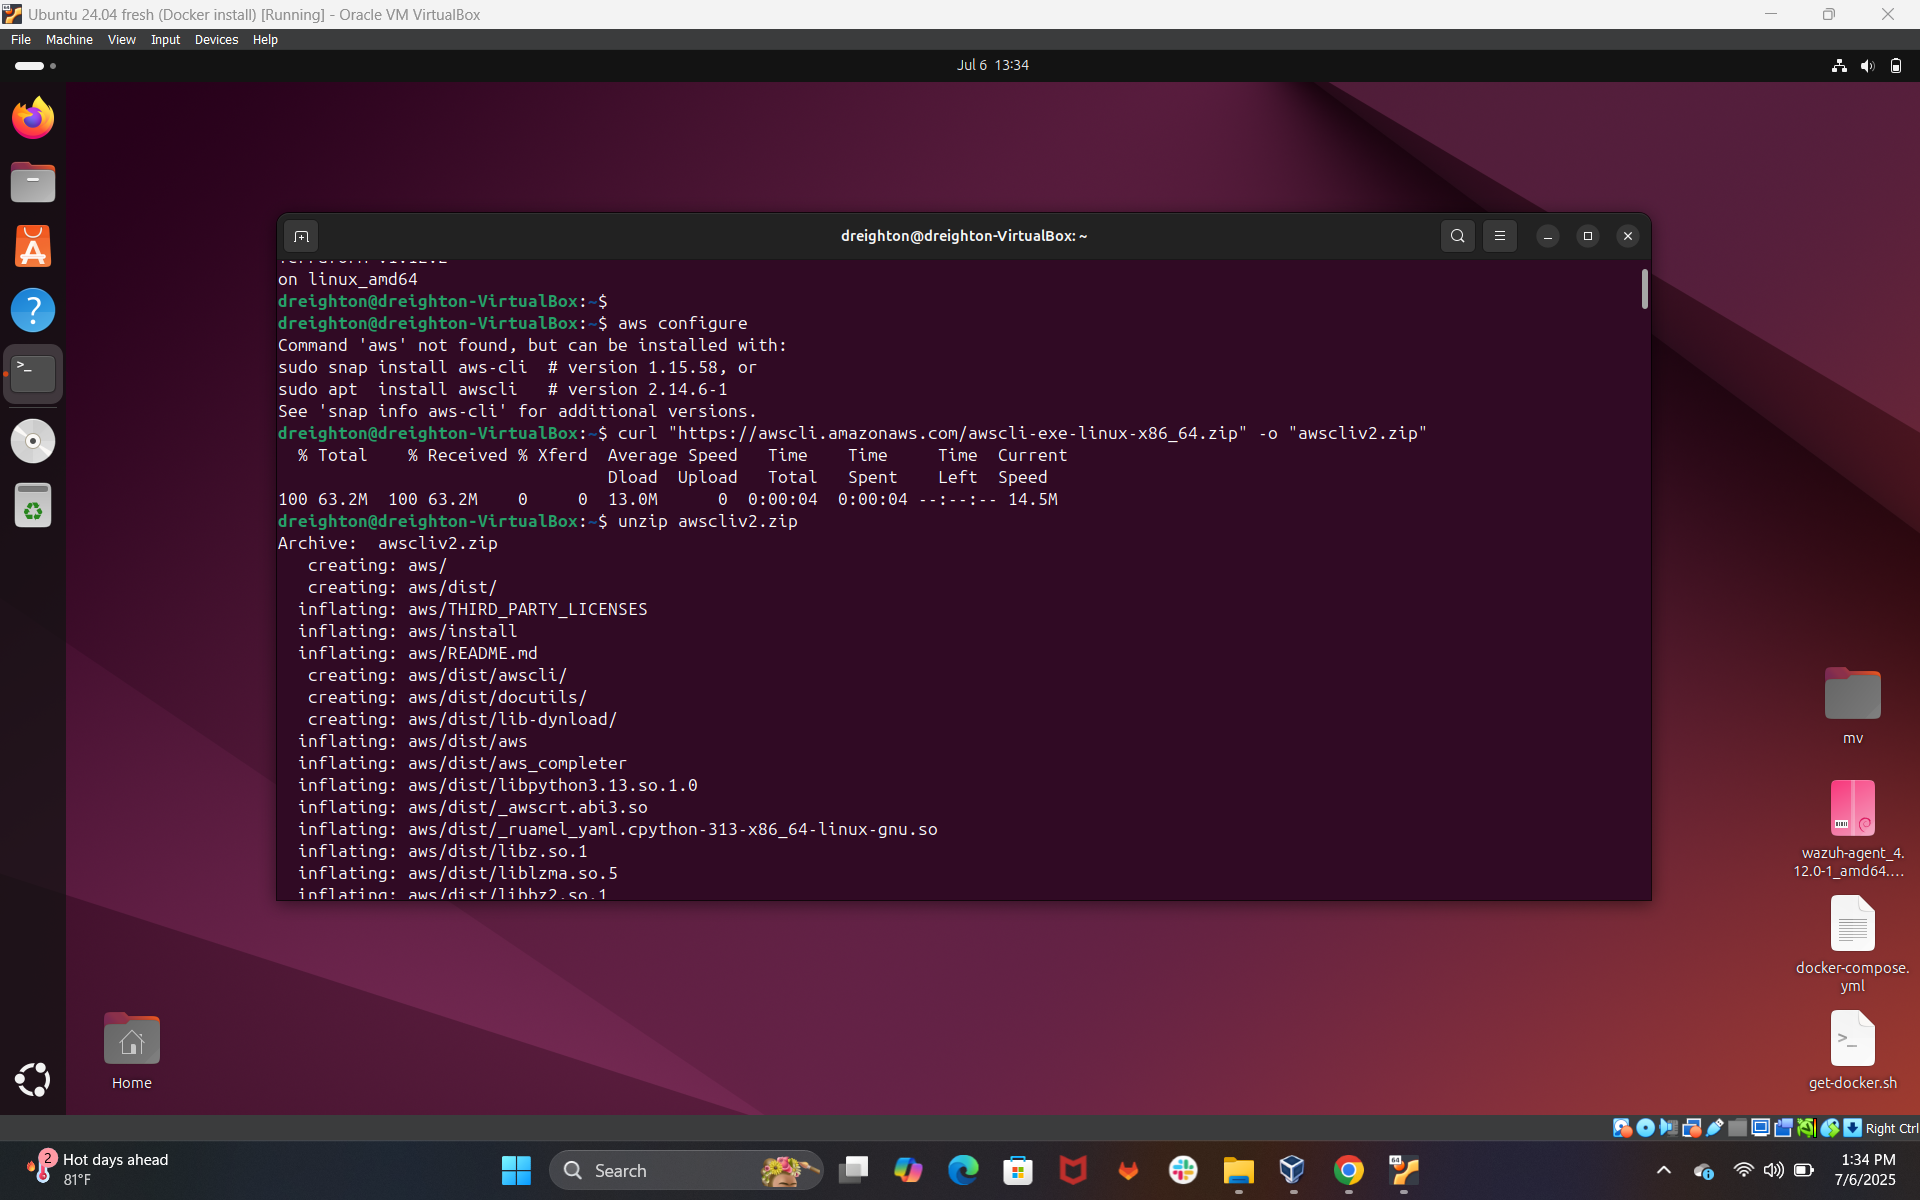 Ubuntu 24.04 fresh (Docker install) [Running] - Oracle VM VirtualBox
File Machine View Input Devices Help
Jul 6 13:34
dreighton@dreighton-VirtualBox: ~
Terraform v1.12.2
on linux_amd64
dreighton@dreighton-VirtualBox:~$
dreighton@dreighton-VirtualBox:~$ aws configure
Command 'aws' not found, but can be installed with:
sudo snap install aws-cli  # version 1.15.58, or
sudo apt  install awscli   # version 2.14.6-1
See 'snap info aws-cli' for additional versions.
dreighton@dreighton-VirtualBox:~$ curl "https://awscli.amazonaws.com/awscli-exe-linux-x86_64.zip" -o "awscliv2.zip"
  % Total    % Received % Xferd  Average Speed   Time    Time     Time  Current
                                 Dload  Upload   Total   Spent    Left  Speed
100 63.2M  100 63.2M    0     0  13.0M      0  0:00:04  0:00:04 --:--:-- 14.5M
dreighton@dreighton-VirtualBox:~$ unzip awscliv2.zip
Archive:  awscliv2.zip
   creating: aws/
   creating: aws/dist/
  inflating: aws/THIRD_PARTY_LICENSES
  inflating: aws/install
  inflating: aws/README.md
   creating: aws/dist/awscli/
   creating: aws/dist/docutils/
   creating: aws/dist/lib-dynload/
  inflating: aws/dist/aws
  inflating: aws/dist/aws_completer
  inflating: aws/dist/libpython3.13.so.1.0
  inflating: aws/dist/_awscrt.abi3.so
  inflating: aws/dist/_ruamel_yaml.cpython-313-x86_64-linux-gnu.so
  inflating: aws/dist/libz.so.1
  inflating: aws/dist/liblzma.so.5
  inflating: aws/dist/libbz2.so.1
mv
wazuh-agent_4.
12.0-1_amd64....
docker-compose.
yml
get-docker.sh
Home
Right Ctrl
2
Hot days ahead
81°F
Search
64
1:34 PM
7/6/2025